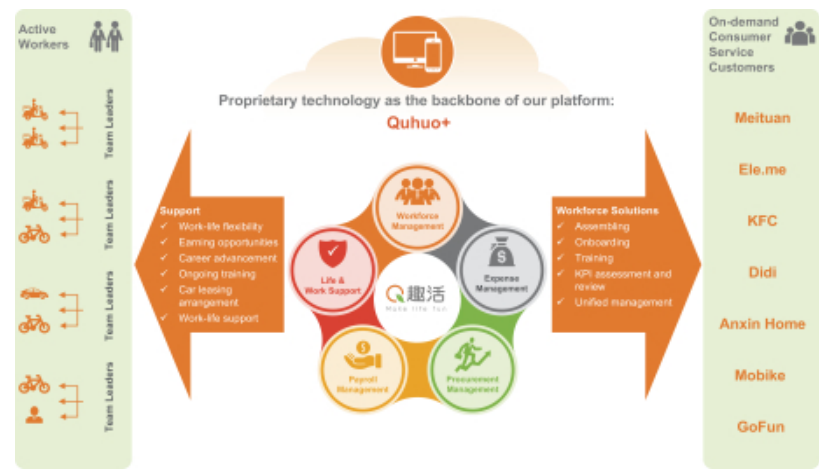 Active
Workers
Team Leaders
Team Leaders
Team Leaders
Team Leaders
Proprietary technology as the backbone of our platform:
Quhuo+
Support
✓ Work-life flexibility
✓ Earning opportunities
✓ Career advancement
✓ Ongoing training
✓ Car leasing
arrangement
✓ Work-life support
Workforce
Management
Life &
Work Support
Expense
Management
趣活
Make life fun
Payroll
Management
Procurement
Management
Workforce Solutions
✓ Assembling
✓ Onboarding
✓ Training
✓ KPI assessment and
review
✓ Unified management
On-demand
Consumer
Service
Customers
Meituan
Ele.me
KFC
Didi
Anxin Home
Mobike
GoFun